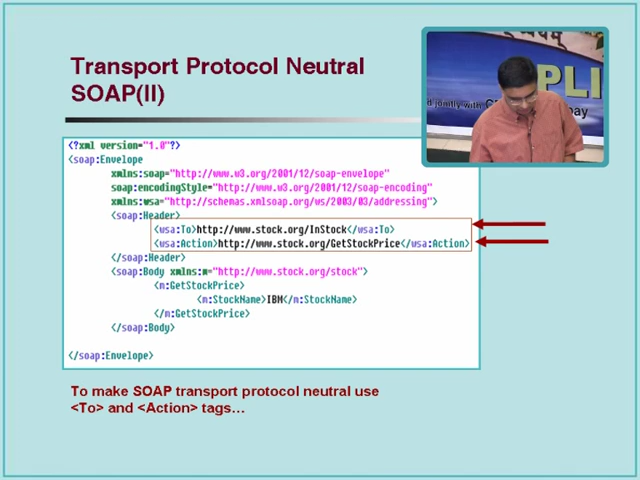 Transport Protocol Neutral
SOAP(II)
<?xml version="1.0"?>
<soap:Envelope
xmlns:soap="http://www.w3.org/2001/12/soap-envelope"
soap:encodingStyle="http://www.w3.org/2001/12/soap-encoding"
xmlns:wsa="http://schemas.xmlsoap.org/ws/2003/03/addressing">
<soap:Header>
<wsa:To>http://www.stock.org/InStock</wsa:To>
<wsa:Action>http://www.stock.org/GetStockPrice</wsa:Action>
</soap:Header>
<soap:Body xmlns:m="http://www.stock.org/stock">
<m:GetStockPrice>
<m:StockName>IBM</m:StockName>
</m:GetStockPrice>
</soap:Body>
</soap:Envelope>
To make SOAP transport protocol neutral use
<To> and <Action> tags…
PLI
jointly with